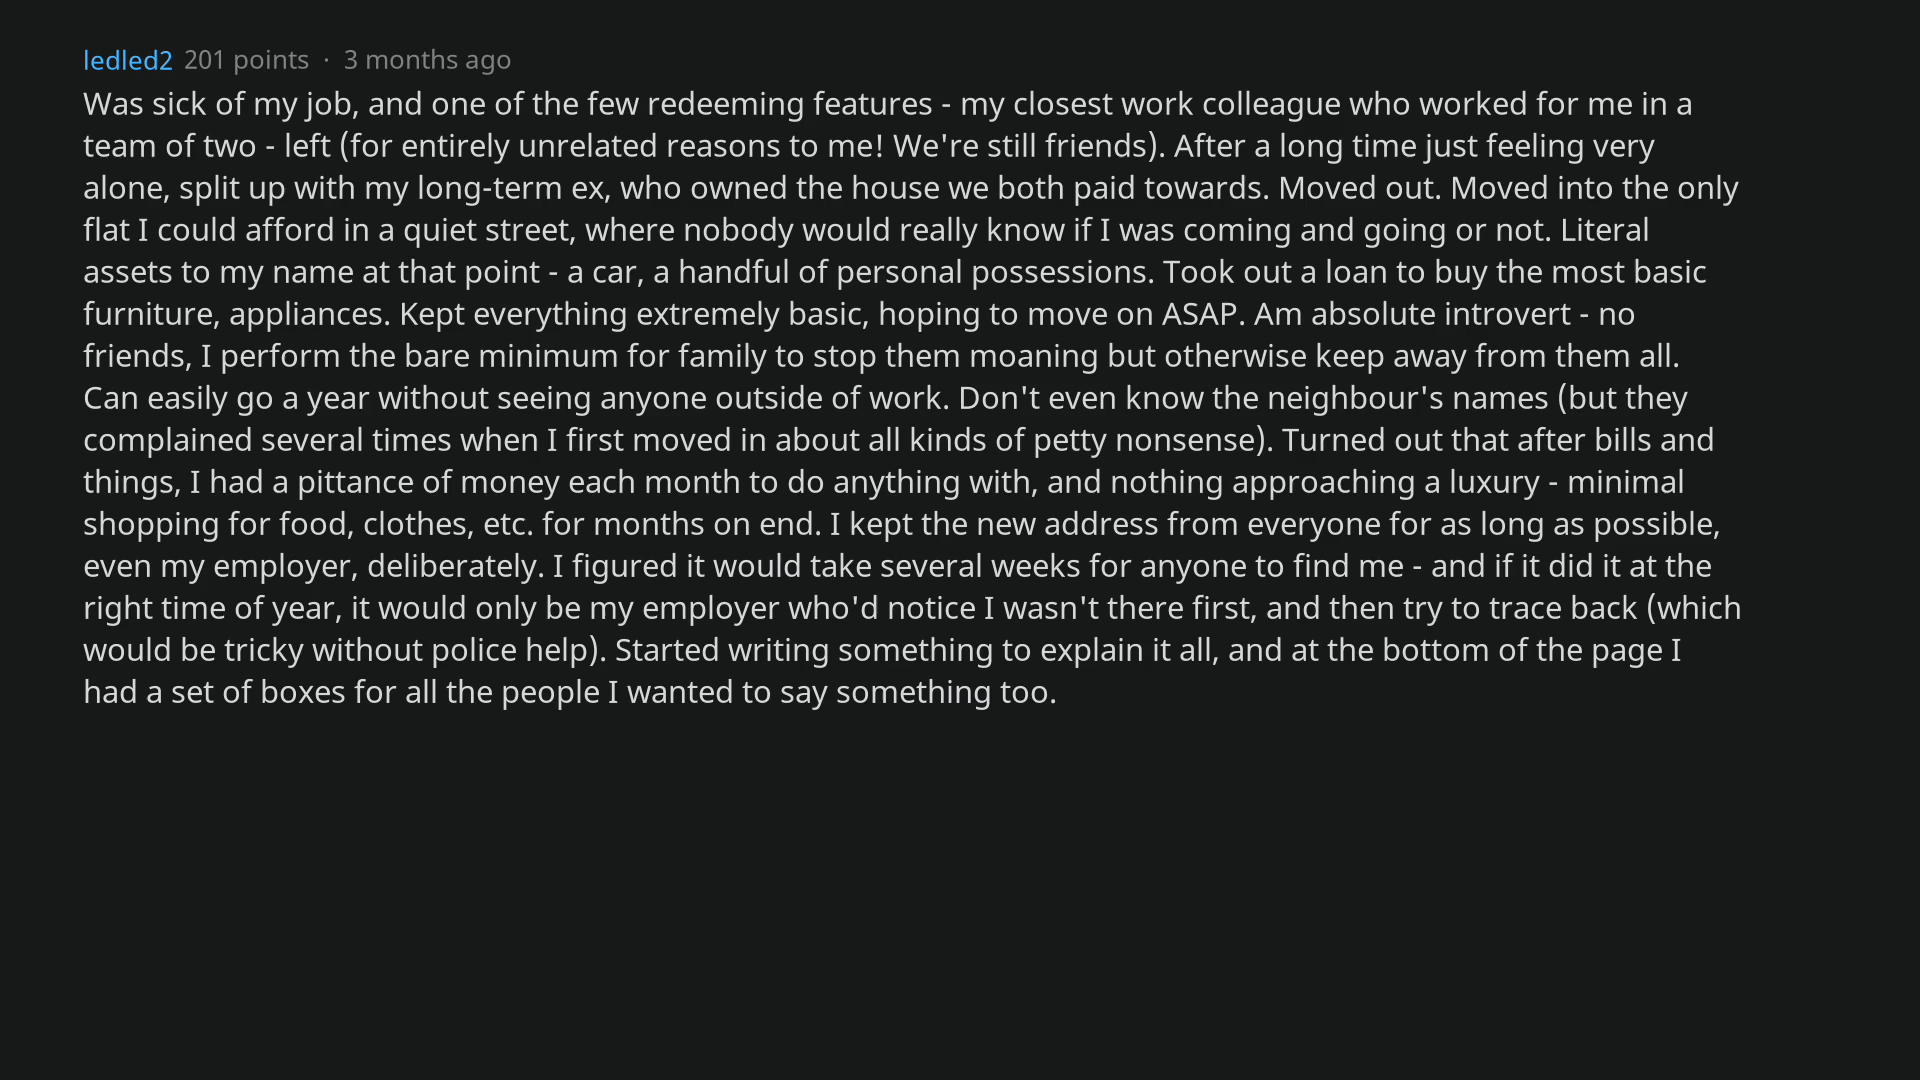 ledled2 201 points · 3 months ago
Was sick of my job, and one of the few redeeming features - my closest work colleague who worked for me in a
team of two - left (for entirely unrelated reasons to me! We're still friends). After a long time just feeling very
alone, split up with my long-term ex, who owned the house we both paid towards. Moved out. Moved into the only
flat I could afford in a quiet street, where nobody would really know if I was coming and going or not. Literal
assets to my name at that point - a car, a handful of personal possessions. Took out a loan to buy the most basic
furniture, appliances. Kept everything extremely basic, hoping to move on ASAP. Am absolute introvert - no
friends, I perform the bare minimum for family to stop them moaning but otherwise keep away from them all.
Can easily go a year without seeing anyone outside of work. Don't even know the neighbour's names (but they
complained several times when I first moved in about all kinds of petty nonsense). Turned out that after bills and
things, I had a pittance of money each month to do anything with, and nothing approaching a luxury - minimal
shopping for food, clothes, etc. for months on end. I kept the new address from everyone for as long as possible,
even my employer, deliberately. I figured it would take several weeks for anyone to find me - and if it did it at the
right time of year, it would only be my employer who'd notice I wasn't there first, and then try to trace back (which
would be tricky without police help). Started writing something to explain it all, and at the bottom of the page I
had a set of boxes for all the people I wanted to say something too.